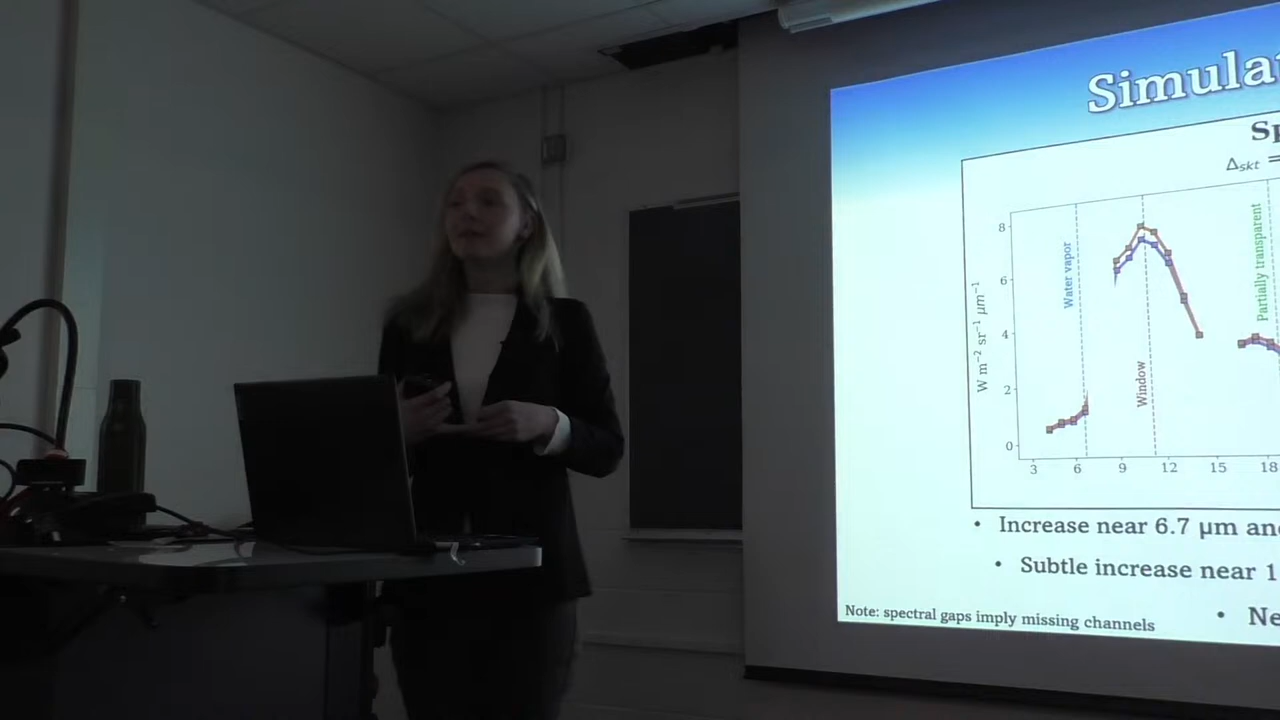 Simula
Sp
Δskt =
8
6
4
2
0
W m⁻² sr⁻¹ μm⁻¹
Water vapor
Window
Partially transparent
3 6 9 12 15 18
• Increase near 6.7 μm an
• Subtle increase near 1
• Ne
Note: spectral gaps imply missing channels